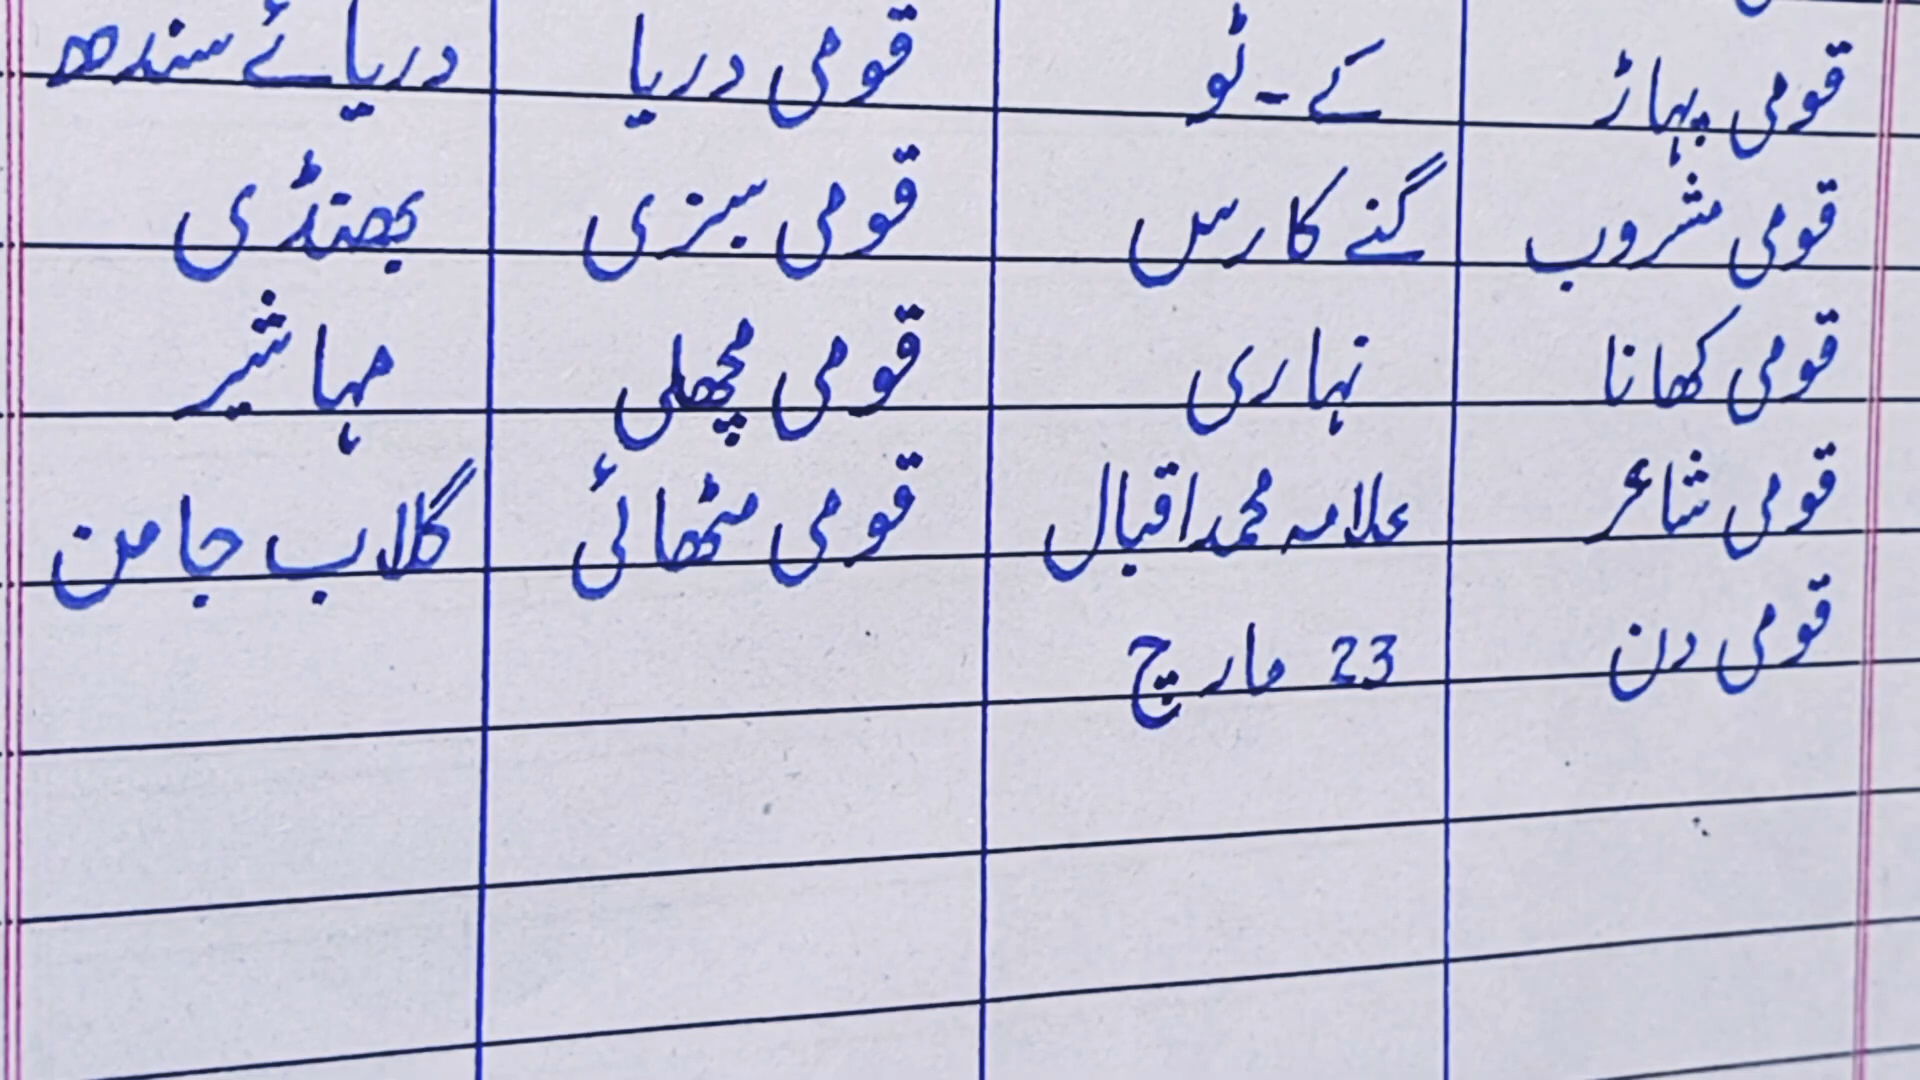 قومی پہاڑ کے-ٹو قومی دریا دریائے سندھ
قومی مشروب گنے کا رس قومی سبزی بھنڈی
قومی کھانا نہاری قومی مچھلی مہاشیر
قومی شاعر علامہ محمد اقبال قومی مٹھائی گلاب جامن
قومی دن 23 مارچ